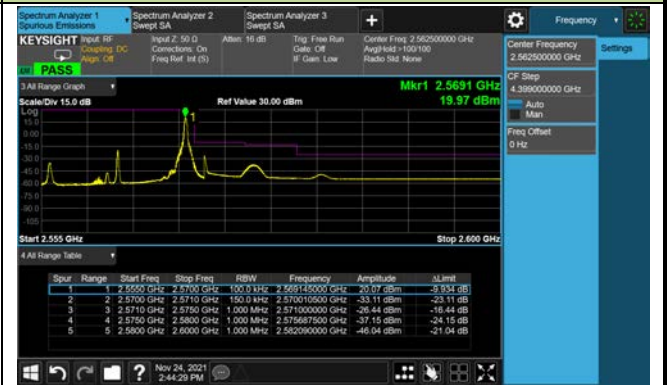 Spectrum Analyzer 1
Spurious Emissions
Spectrum Analyzer 2
Swept SA
Spectrum Analyzer 3
Swept SA
+
Frequency
KEYSIGHT
Input: RF
Coupling: DC
Align: Off
Input Z: 50 Ω
Corrections: On
Freq Ref: Int (S)
Atten: 16 dB
Trig: Free Run
Gate: Off
IF Gain: Low
Center Freq: 2.562500000 GHz
Avg|Hold:>100/100
Radio Std: None
PASS
Center Frequency
2.562500000 GHz
Settings
CF Step
4.399000000 GHz
Auto
Man
Freq Offset
0 Hz
3 All Range Graph
Mkr1 2.5691 GHz
19.97 dBm
Scale/Div 15.0 dB
Ref Value 30.00 dBm
Log
15.0
0.00
-15.0
-30.0
-45.0
-60.0
-75.0
-90.0
-105
1
Start 2.555 GHz
Stop 2.600 GHz
4 All Range Table
Spur Range Start Freq Stop Freq RBW Frequency Amplitude ΔLimit
1 1 2.5550 GHz 2.5700 GHz 100.0 kHz 2.569145000 GHz 20.07 dBm -9.934 dB
2 2 2.5700 GHz 2.5710 GHz 150.0 kHz 2.570010500 GHz -33.11 dBm -23.11 dB
3 3 2.5710 GHz 2.5750 GHz 1.000 MHz 2.571000000 GHz -26.44 dBm -16.44 dB
4 4 2.5750 GHz 2.5800 GHz 1.000 MHz 2.575687500 GHz -37.15 dBm -24.15 dB
5 5 2.5800 GHz 2.6000 GHz 1.000 MHz 2.582090000 GHz -46.04 dBm -21.04 dB
?
Nov 24, 2021
2:44:29 PM